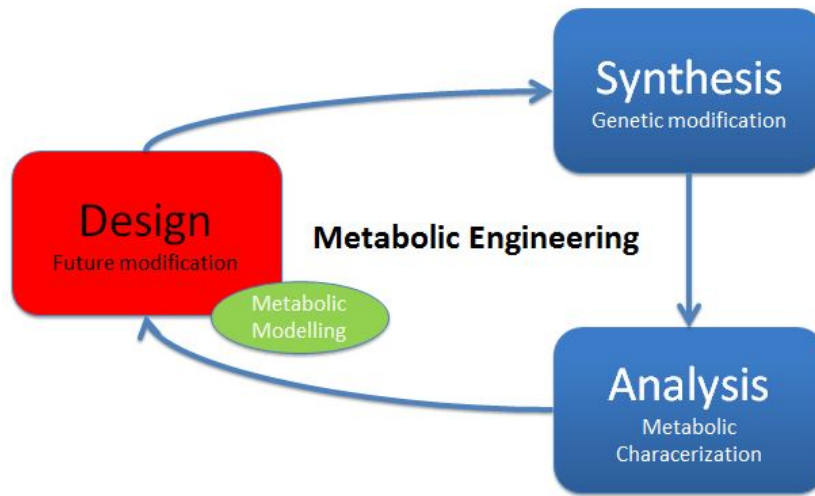 Synthesis
Genetic modification
Design
Future modification
Metabolic Engineering
Metabolic
Modelling
Analysis
Metabolic
Characerization